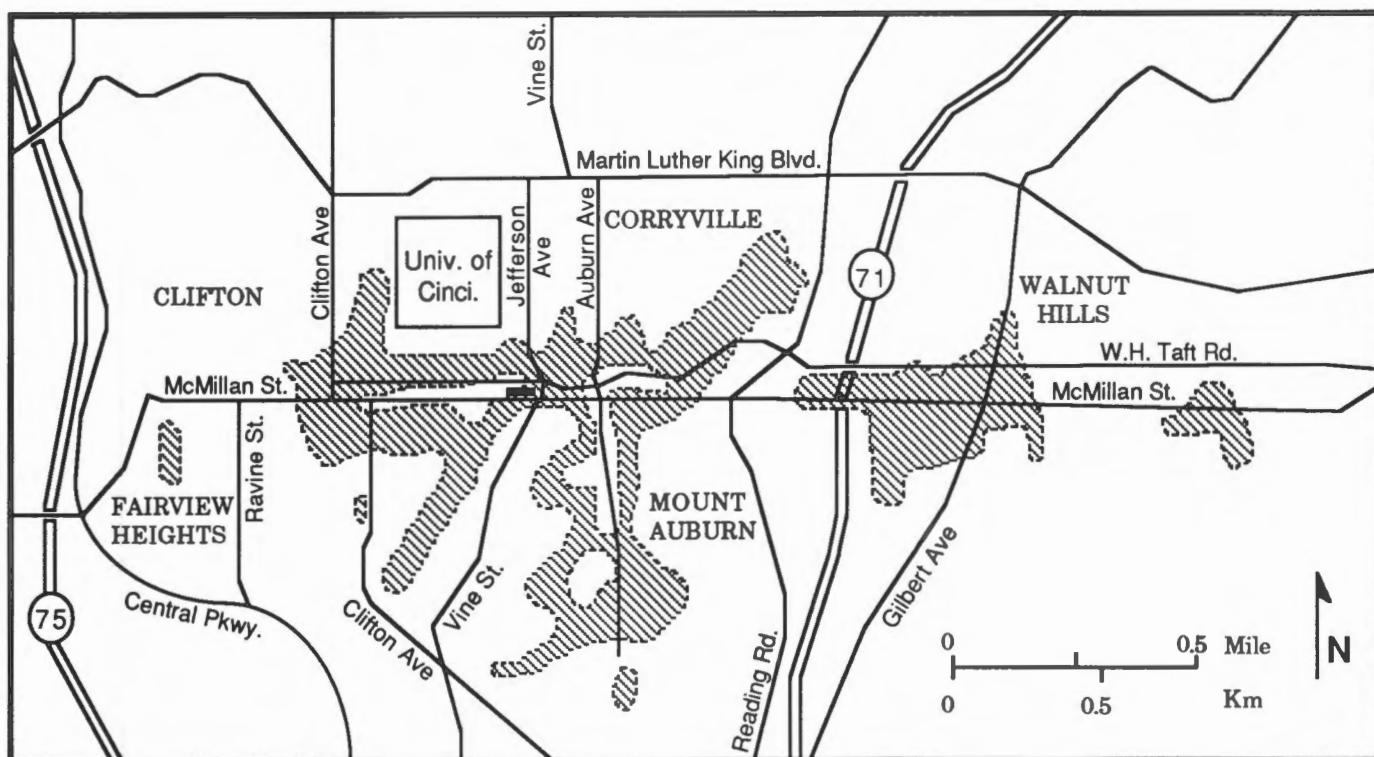 Vine St.
Martin Luther King Blvd.
Clifton Ave
Univ. of
Cinci.
Jefferson
Ave
Auburn Ave
CORRYVILLE
71
CLIFTON
WALNUT
HILLS
W.H. Taft Rd.
McMillan St.
McMillan St.
Ravine St.
FAIRVIEW
HEIGHTS
MOUNT
AUBURN
Vine St.
Clifton Ave
Gilbert Ave
Reading Rd.
75
Central Pkwy.
0 0.5 Mile
0 0.5 Km
N